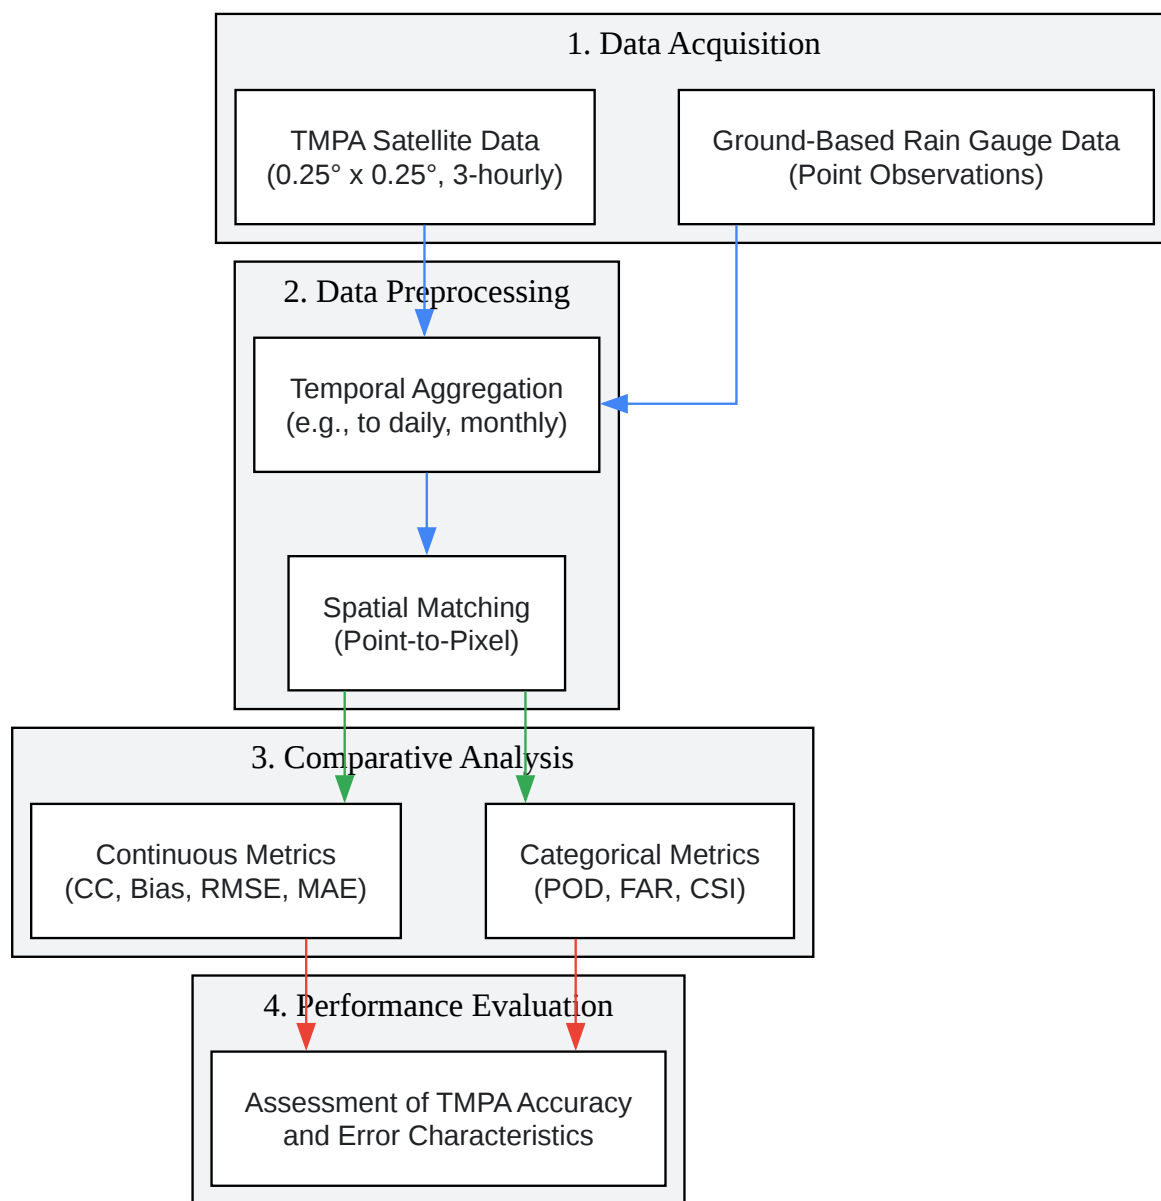 1. Data Acquisition
TMPA Satellite Data
(0.25° x 0.25°, 3-hourly)
Ground-Based Rain Gauge Data
(Point Observations)
2. Data Preprocessing
Temporal Aggregation
(e.g., to daily, monthly)
Spatial Matching
(Point-to-Pixel)
3. Comparative Analysis
Continuous Metrics
(CC, Bias, RMSE, MAE)
Categorical Metrics
(POD, FAR, CSI)
4. Performance Evaluation
Assessment of TMPA Accuracy
and Error Characteristics